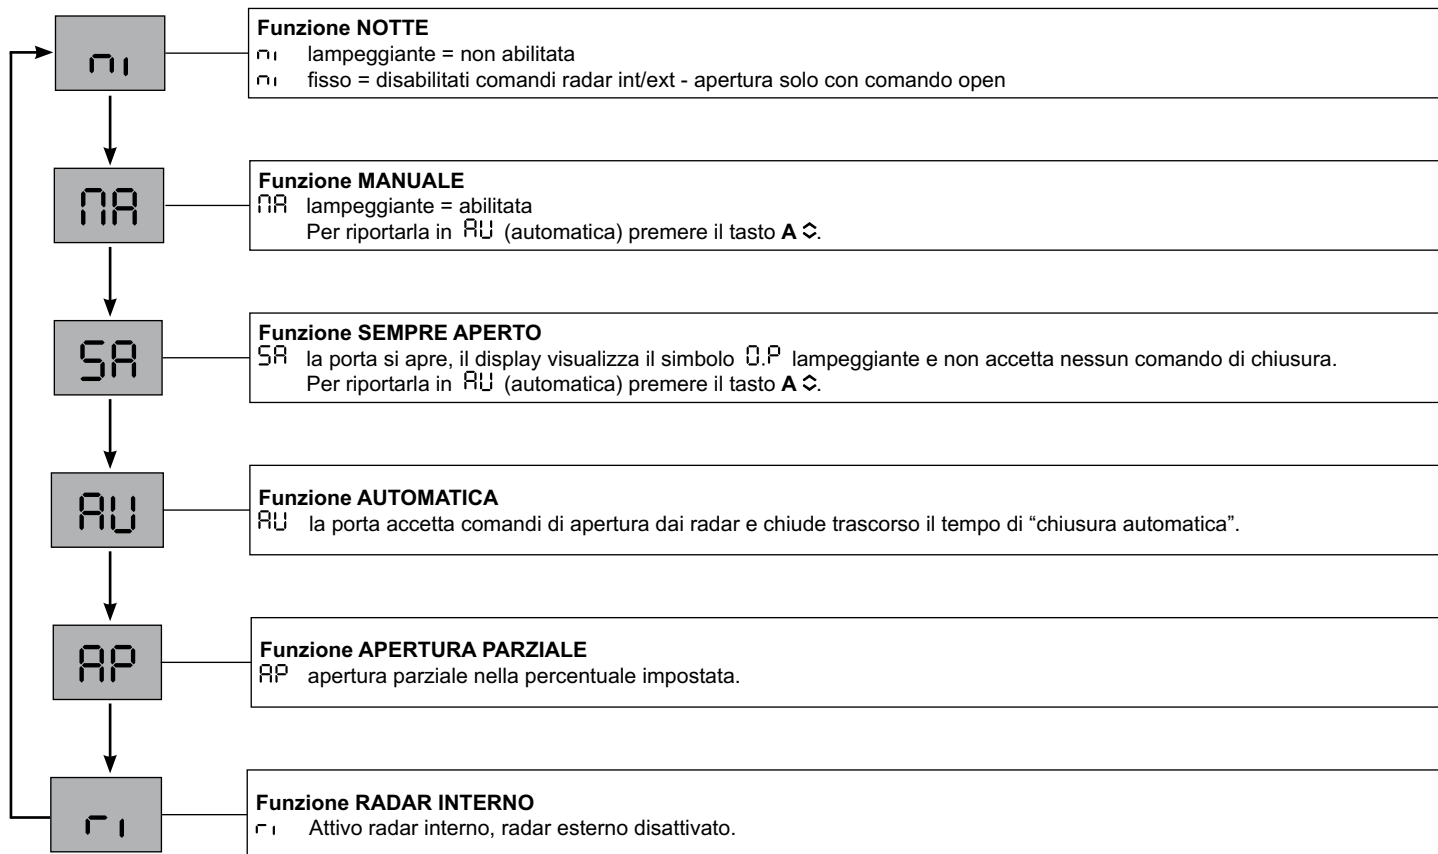 ni
Funzione NOTTE
ni lampeggiante = non abilitata
ni fisso = disabilitati comandi radar int/ext - apertura solo con comando open
MA
Funzione MANUALE
MA lampeggiante = abilitata
Per riportarla in AU (automatica) premere il tasto A.
SA
Funzione SEMPRE APERTO
SA la porta si apre, il display visualizza il simbolo O.P lampeggiante e non accetta nessun comando di chiusura.
Per riportarla in AU (automatica) premere il tasto A.
AU
Funzione AUTOMATICA
AU la porta accetta comandi di apertura dai radar e chiude trascorso il tempo di “chiusura automatica”.
AP
Funzione APERTURA PARZIALE
AP apertura parziale nella percentuale impostata.
ri
Funzione RADAR INTERNO
ri Attivo radar interno, radar esterno disattivato.